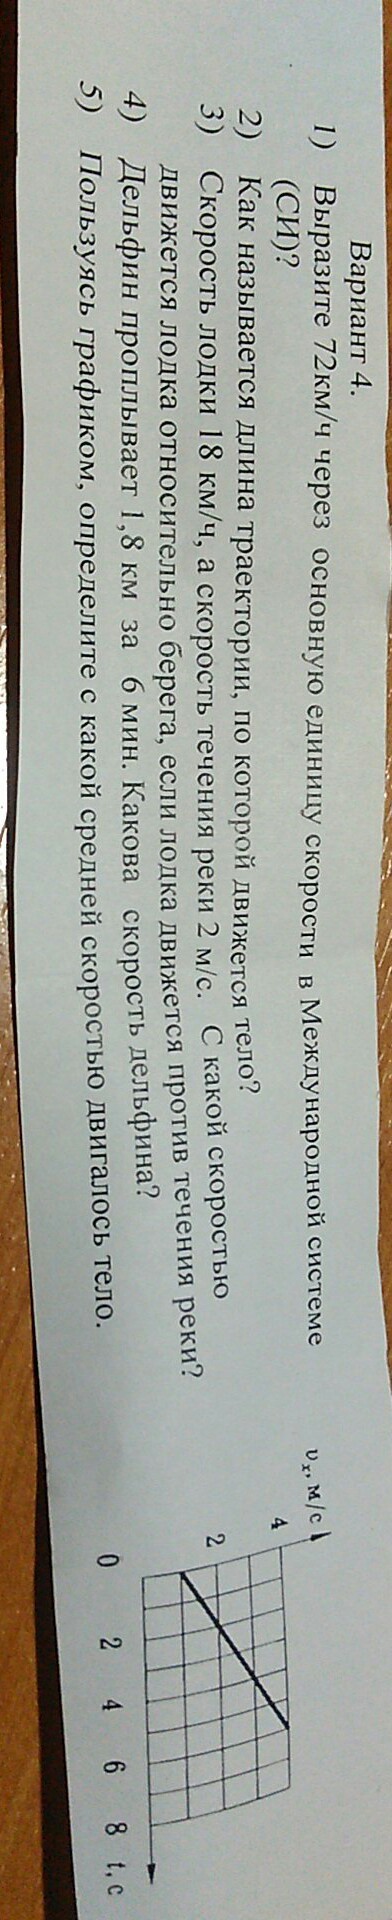 Вариант 4.
1) Выразите 72км/ч через основную единицу скорости в Международной системе
(СИ)?
2) Как называется длина траектории, по которой движется тело?
3) Скорость лодки 18 км/ч, а скорость течения реки 2 м/с. С какой скоростью
движется лодка относительно берега, если лодка движется против течения реки?
4) Дельфин проплывает 1,8 км за 6 мин. Какова скорость дельфина?
5) Пользуясь графиком, определите с какой средней скоростью двигалось тело.
υx, м/с
4
2
0 2 4 6 8 t, с